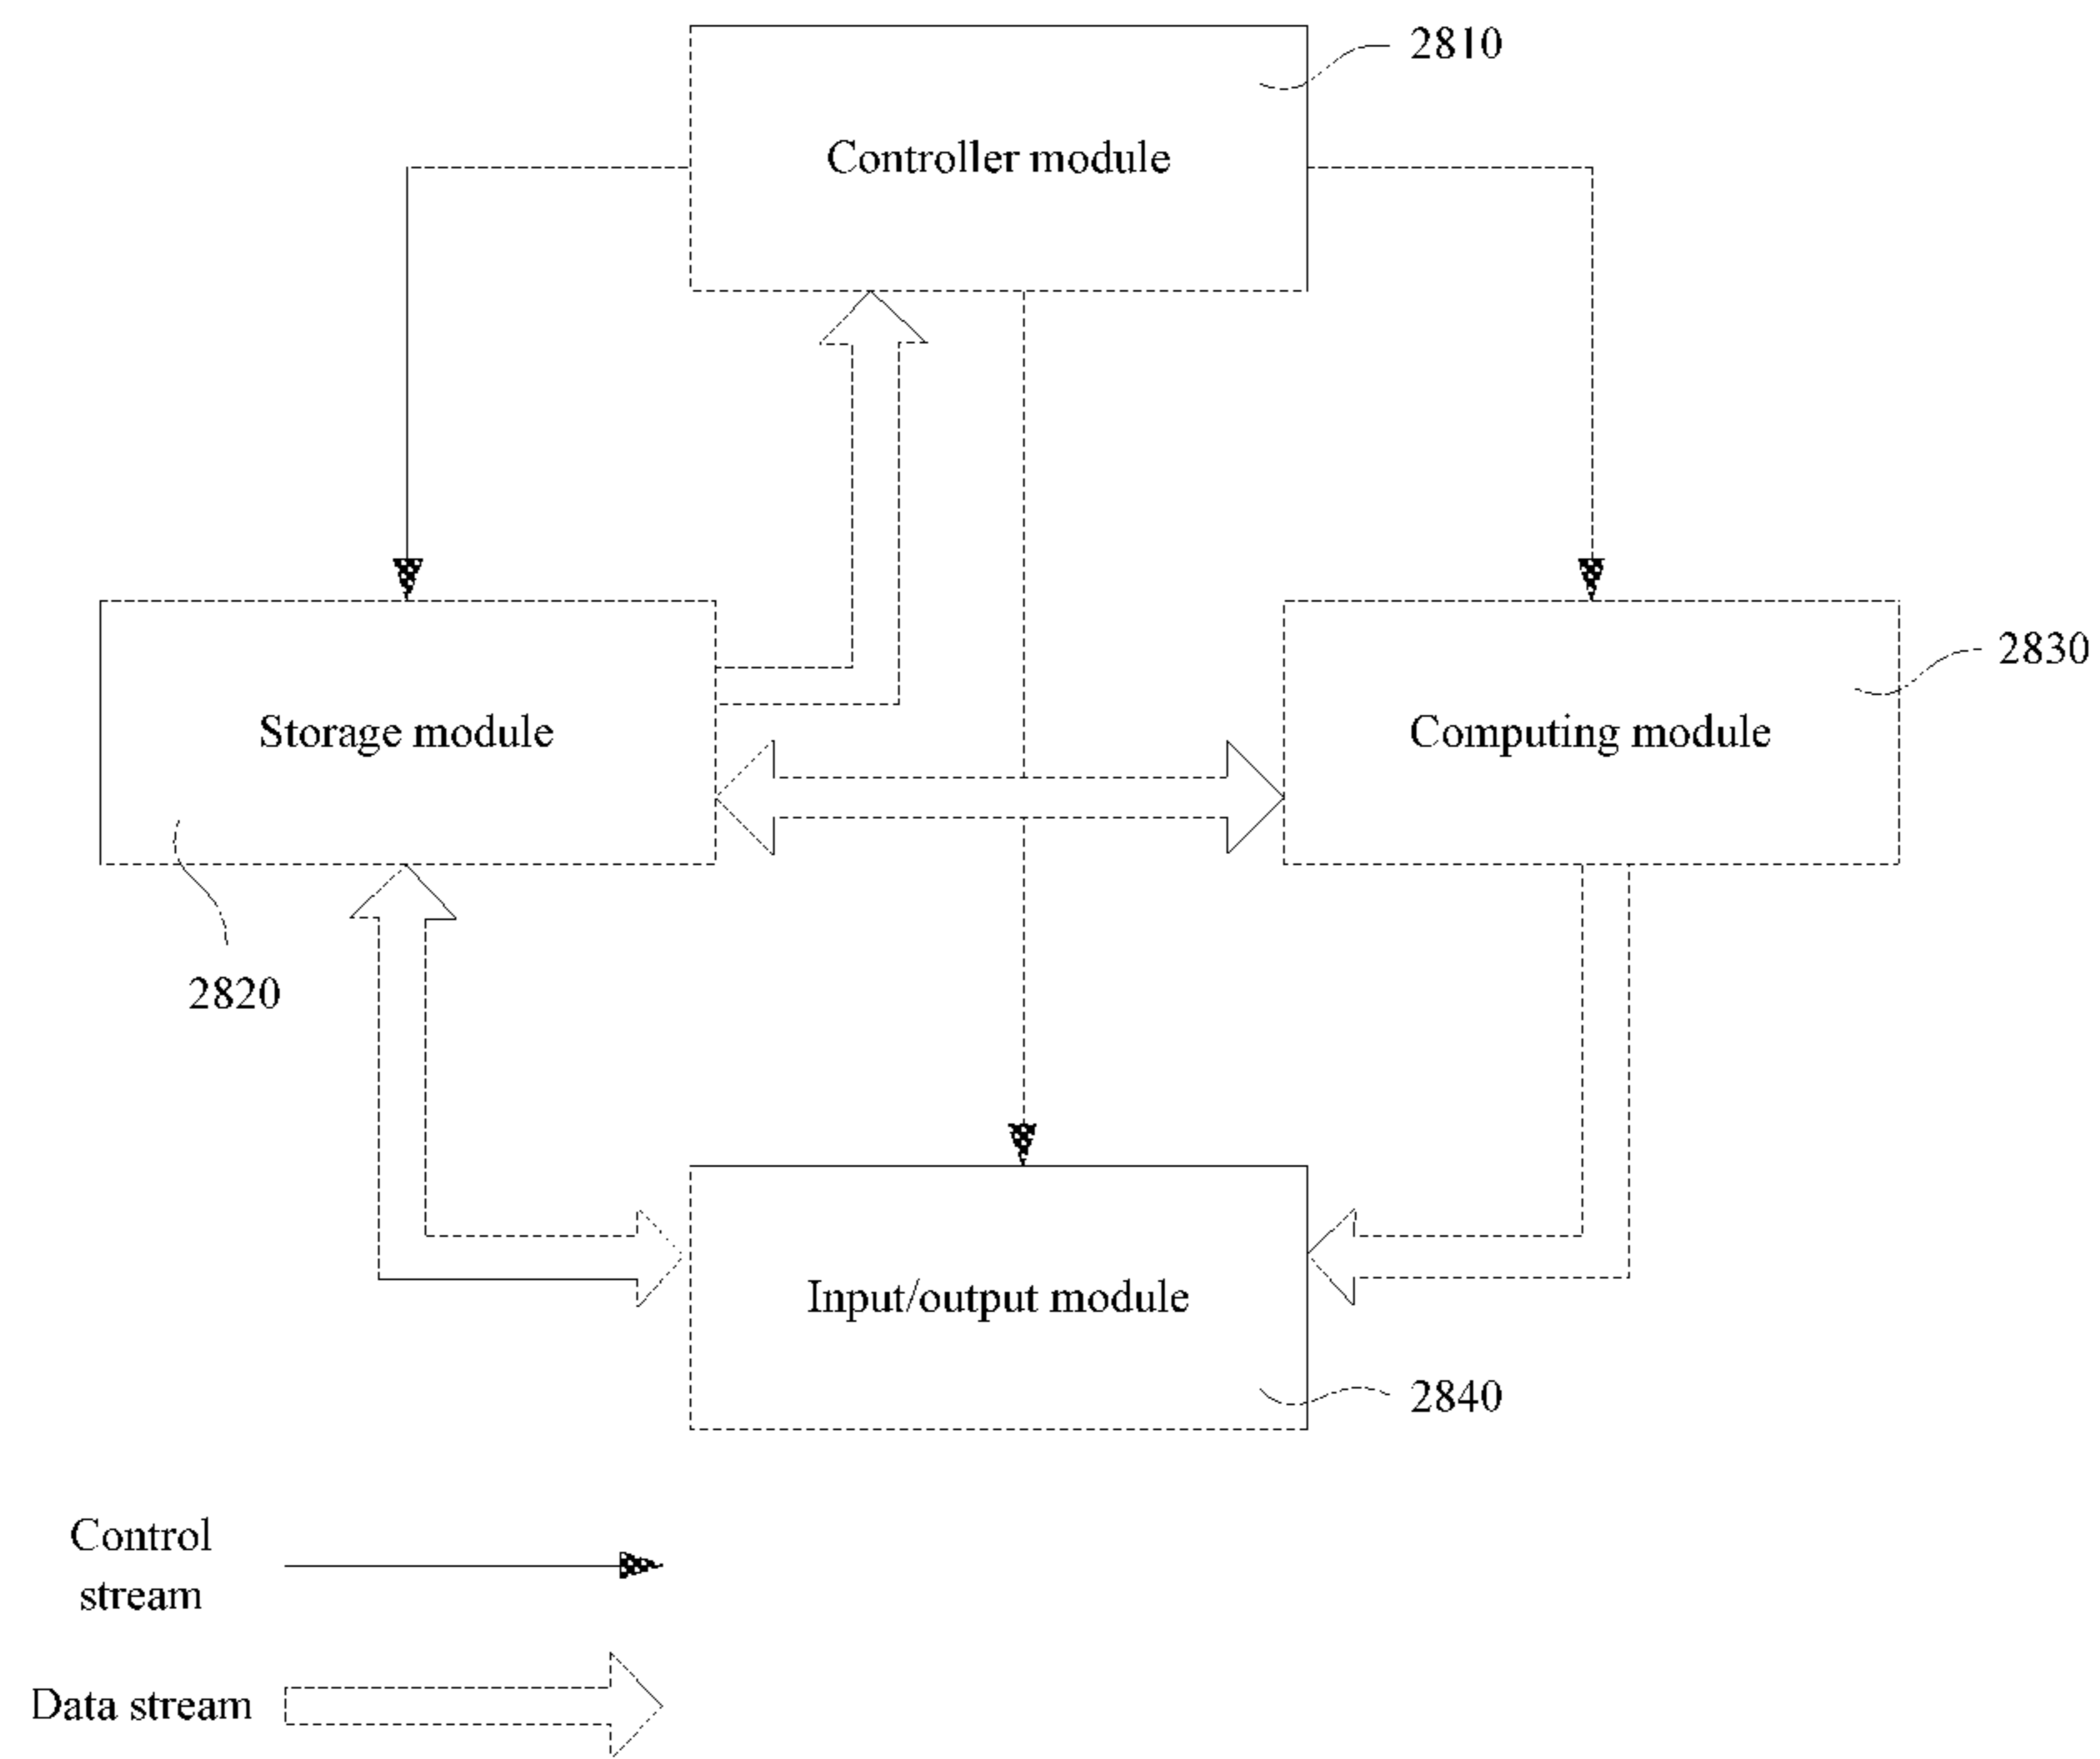 2810
Controller module
2830
Storage module
Computing module
2820
Input/output module
2840
Control
stream
Data stream